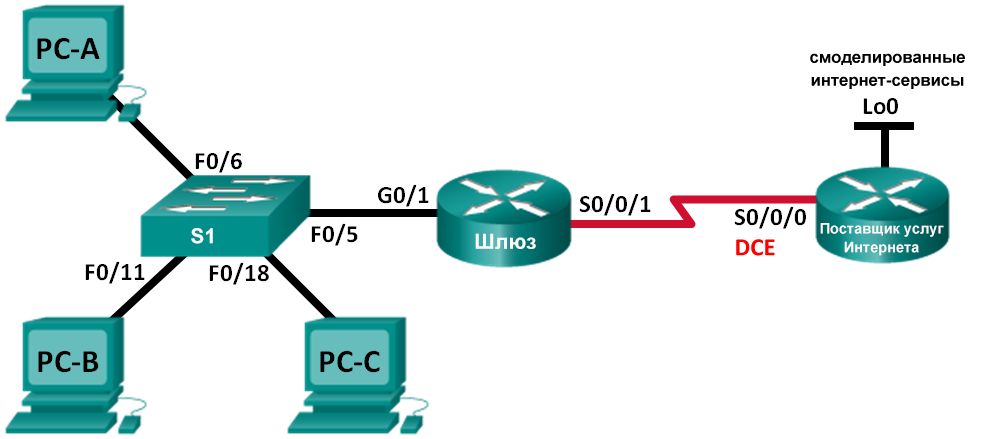 PC-A
смоделированные
интернет-сервисы
Lo0
F0/6
G0/1
S0/0/1
S0/0/0
DCE
S1
F0/5
Шлюз
Поставщик услуг
Интернета
F0/11
F0/18
PC-B
PC-C